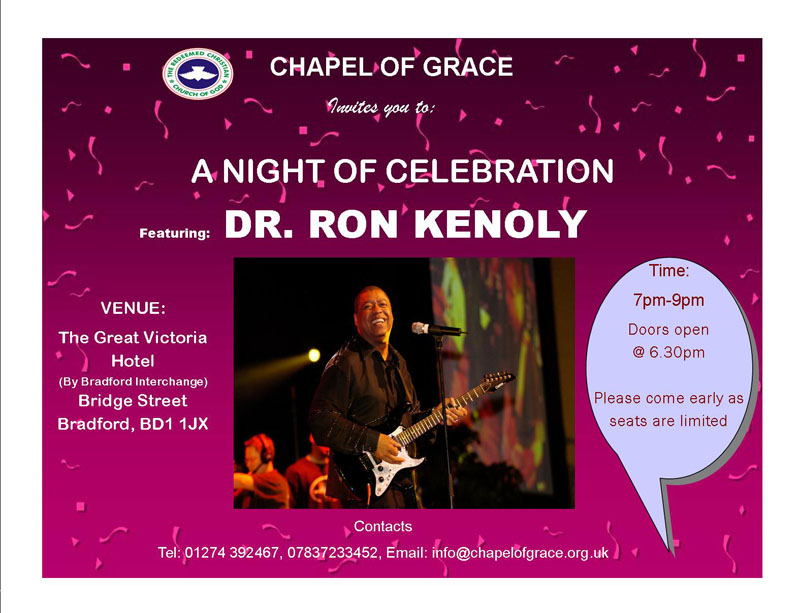 THE REDEEMED CHRISTIAN
CHURCH OF GOD
CHAPEL OF GRACE
Invites you to:
A NIGHT OF CELEBRATION
Featuring: DR. RON KENOLY
VENUE:
The Great Victoria
Hotel
(By Bradford Interchange)
Bridge Street
Bradford, BD1 1JX
Time:
7pm-9pm
Doors open
@ 6.30pm
Please come early as
seats are limited
Contacts
Tel: 01274 392467, 07837233452, Email: info@chapelofgrace.org.uk